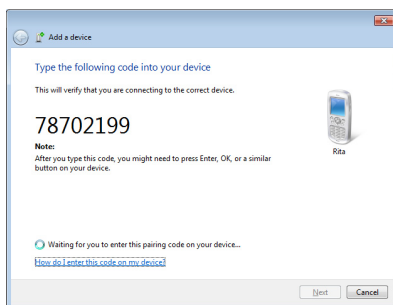 Add a device
Type the following code into your device
This will verify that you are connecting to the correct device.
78702199
Note:
After you type this code, you might need to press Enter, OK, or a similar
button on your device.
Rita
Waiting for you to enter this pairing code on your device...
How do I enter this code on my device?
Next Cancel